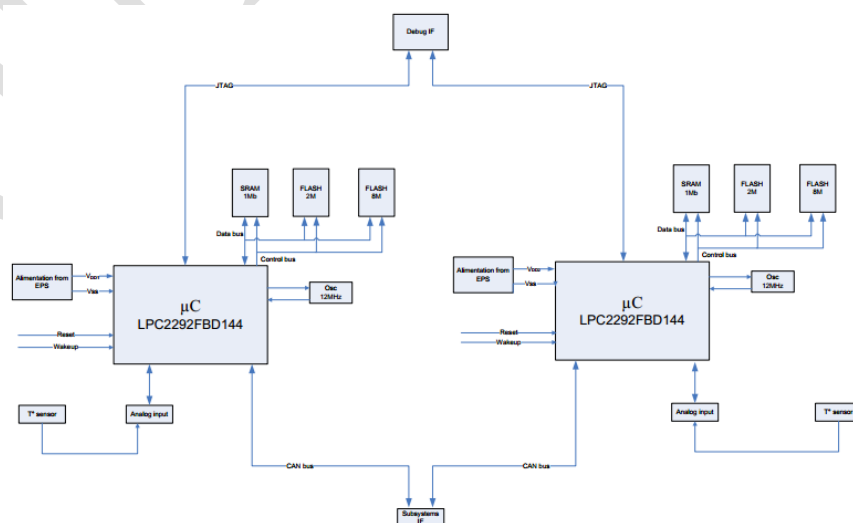 Debug IF
JTAG
JTAG
SRAM
1Mb
FLASH
2M
FLASH
8M
SRAM
1Mb
FLASH
2M
FLASH
8M
Data bus
Control bus
Data bus
Control bus
Alimentation from
EPS
Vss
µC
LPC2292FBD144
Osc
12MHz
Reset
Wakeup
Alimentation from
EPS
Vss
µC
LPC2292FBD144
Osc
12MHz
Reset
Wakeup
T° sensor
Analog input
Analog input
T° sensor
CAN bus
CAN bus
Subsystems
IF